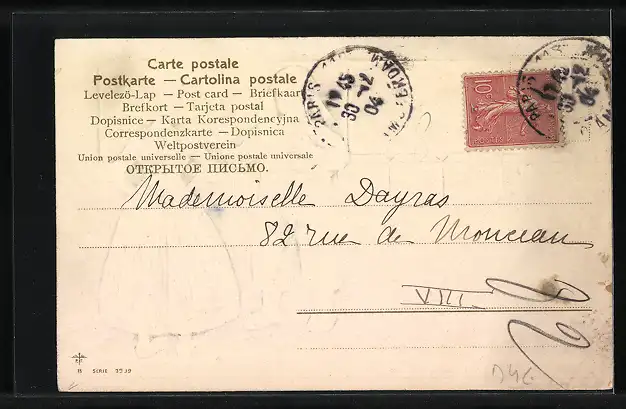 Carte postale
Postkarte — Cartolina postale
Levelező-Lap — Post card — Briefkaart
Brefkort — Tarjeta postal
Dopisnice — Karta Korespondencyjna
Correspondenzkarte — Dopisnica
Weltpostverein
Union postale universelle — Unione postale universale
ОТКРЫТОЕ ПИСЬМО.
PARIS
30 12
04
10
POSTES
Mademoiselle Dayras
82 rue de Monceau
VIII
SERIE